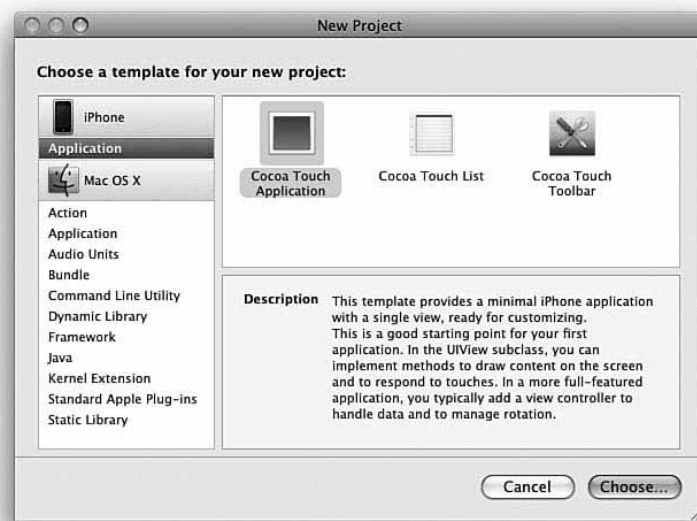 New Project
Choose a template for your new project:
iPhone
Application
Mac OS X
Action
Application
Audio Units
Bundle
Command Line Utility
Dynamic Library
Framework
Java
Kernel Extension
Standard Apple Plug-ins
Static Library
Cocoa Touch
Application
Cocoa Touch List
Cocoa Touch
Toolbar
Description
This template provides a minimal iPhone application
with a single view, ready for customizing.
This is a good starting point for your first
application. In the UIView subclass, you can
implement methods to draw content on the screen
and to respond to touches. In a more full-featured
application, you typically add a view controller to
handle data and to manage rotation.
Cancel
Choose...